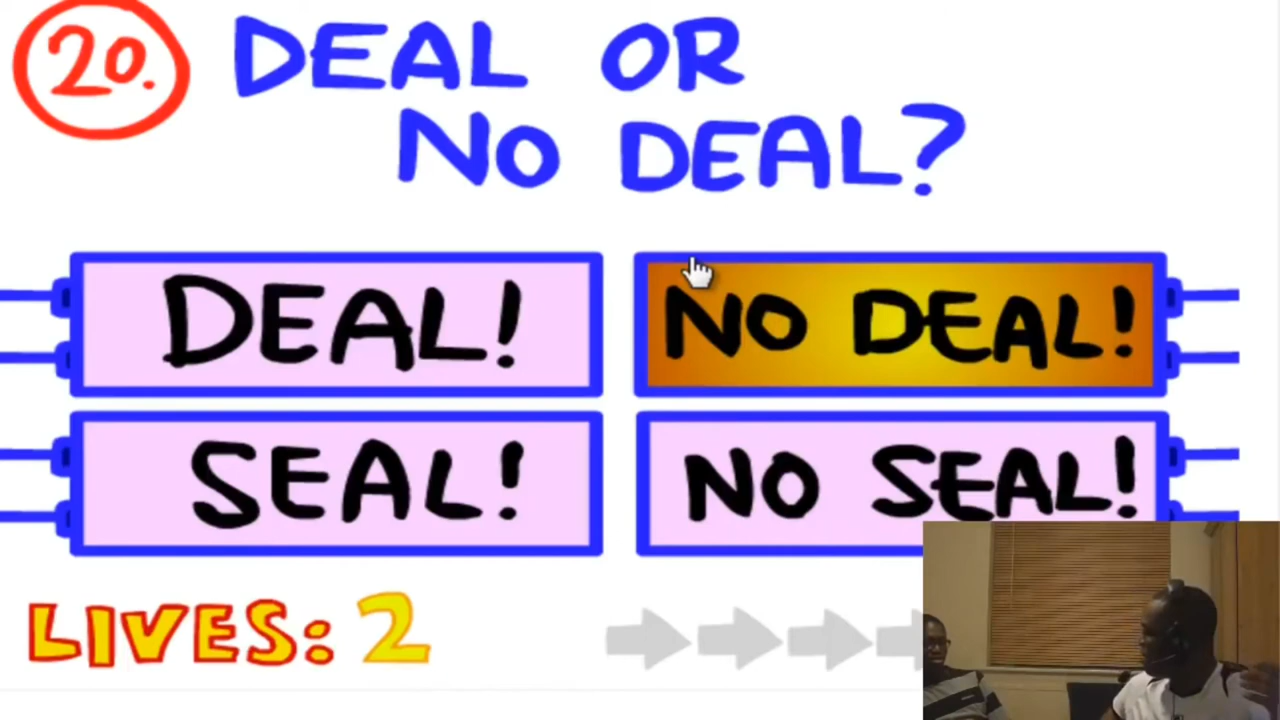 20.
DEAL OR
NO DEAL?
DEAL!
NO DEAL!
SEAL!
NO SEAL!
LIVES: 2